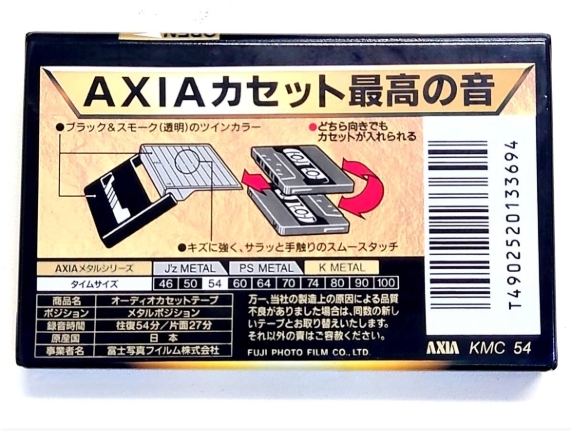 OPEN
AXIAカセット最高の音
●ブラック&スモーク(透明)のツインカラー
●どちら向きでも
カセットが入れられる
●キズに強く、サラッと手触りのスムースタッチ
AXIAメタルシリーズ J'z METAL PS METAL K METAL
タイムサイズ 46 50 54 60 64 70 74 80 90 100
商品名 オーディオカセットテープ
ポジション メタルポジション
録音時間 往復54分/片面27分
原産国 日本
事業者名 富士写真フイルム株式会社
万一、当社の製造上の原因による品質
不良がありました場合は、同数の新し
いテープとお取り替えいたします。
それ以外の責はご容赦ください。
FUJI PHOTO FILM CO., LTD.
T4902520133694
AXIA KMC 54